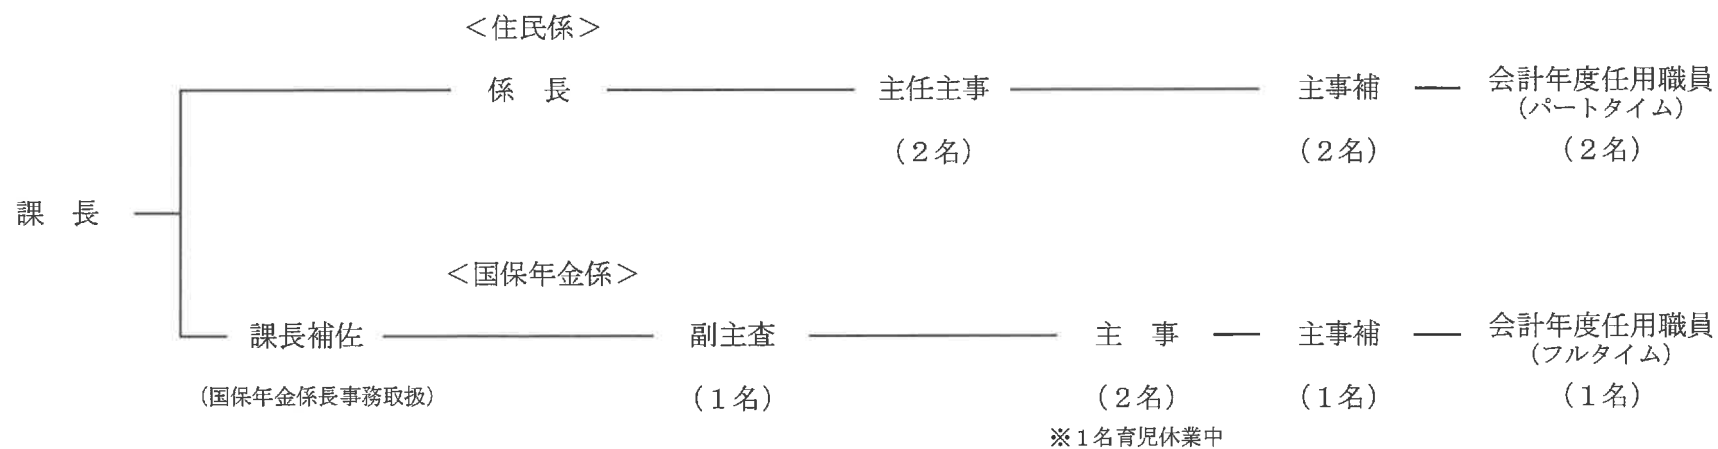 ＜住民係＞
係　長　主任主事　主事補　会計年度任用職員
（パートタイム）
（２名）　（２名）　（２名）
課　長
＜国保年金係＞
課長補佐　副主査　主　事　主事補　会計年度任用職員
（フルタイム）
（国保年金係長事務取扱）　（１名）　（２名）　（１名）　（１名）
※１名育児休業中